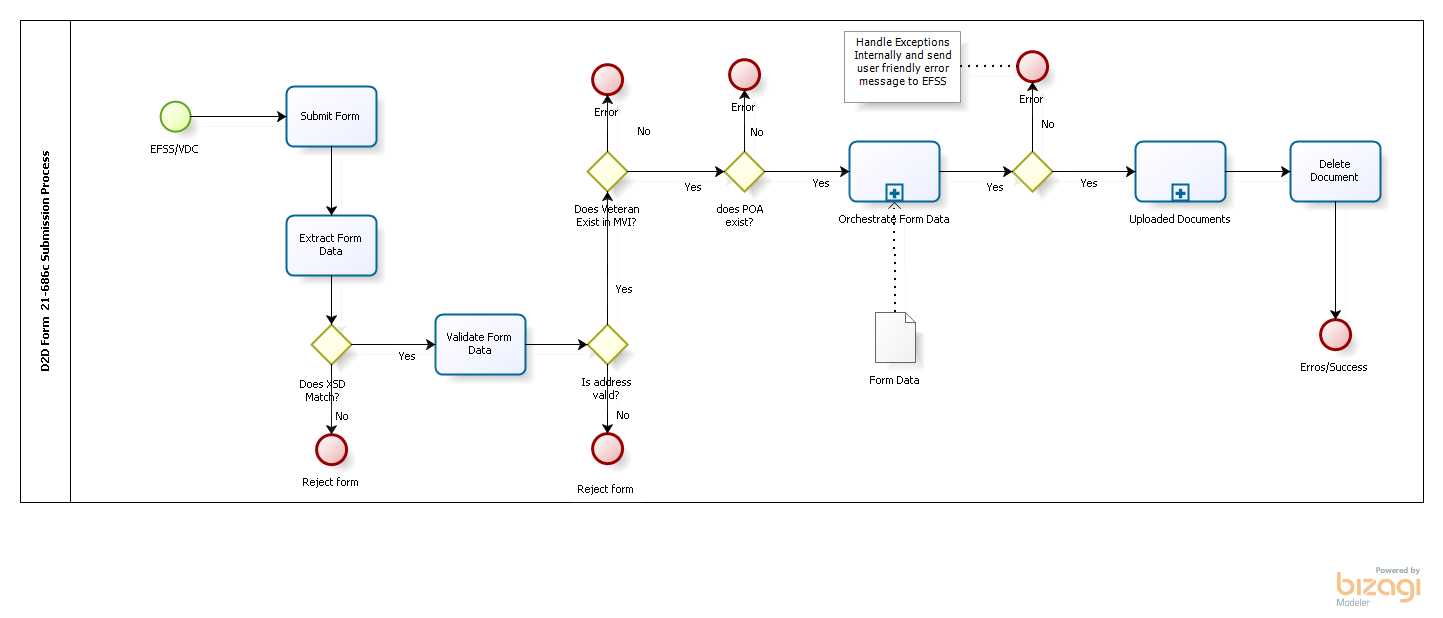 D2D Form 21-686c Submission Process
EFSS/VDC
Submit Form
Extract Form
Data
Does XSD
Match?
Yes
No
Reject form
Validate Form
Data
Is address
valid?
No
Reject form
Yes
Does Veteran
Exist in MVI?
No
Error
Yes
does POA
exist?
No
Error
Yes
Orchestrate Form Data
Form Data
Yes
Handle Exceptions
Internally and send
user friendly error
message to EFSS
Error
No
Yes
Uploaded Documents
Delete
Document
Erros/Success
Powered by
bizagi
Modeler